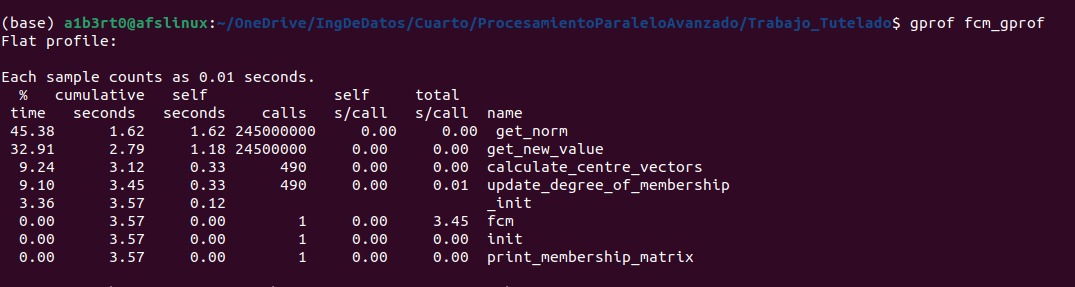 (base) a1b3rt0@afslinux:~/OneDrive/IngDeDatos/Cuarto/ProcesamientoParaleloAvanzado/Trabajo_Tutelado$ gprof fcm_gprof
Flat profile:

Each sample counts as 0.01 seconds.
  %   cumulative   self              self     total
 time   seconds   seconds    calls   s/call   s/call  name
 45.38      1.62     1.62 245000000     0.00     0.00  get_norm
 32.91      2.79     1.18 24500000     0.00     0.00  get_new_value
  9.24      3.12     0.33      490     0.00     0.00  calculate_centre_vectors
  9.10      3.45     0.33      490     0.00     0.01  update_degree_of_membership
  3.36      3.57     0.12                             _init
  0.00      3.57     0.00        1     0.00     3.45  fcm
  0.00      3.57     0.00        1     0.00     0.00  init
  0.00      3.57     0.00        1     0.00     0.00  print_membership_matrix